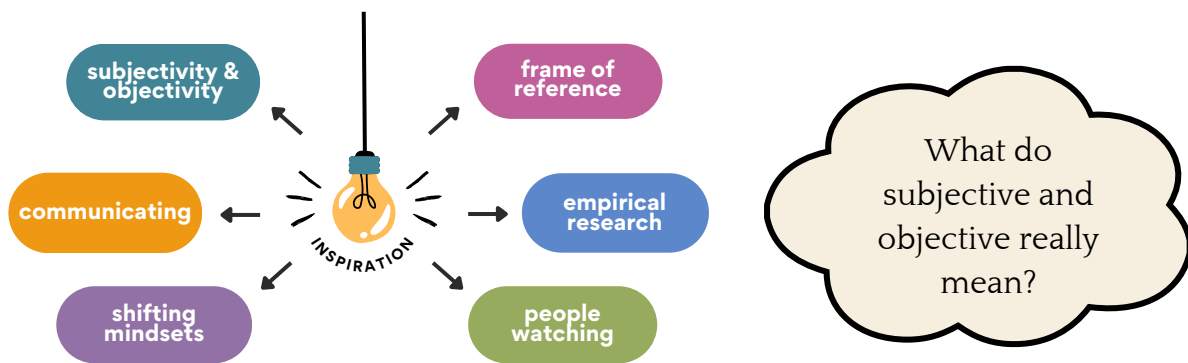 subjectivity &
objectivity
frame of
reference
communicating
empirical
research
INSPIRATION
shifting
mindsets
people
watching
What do
subjective and
objective really
mean?